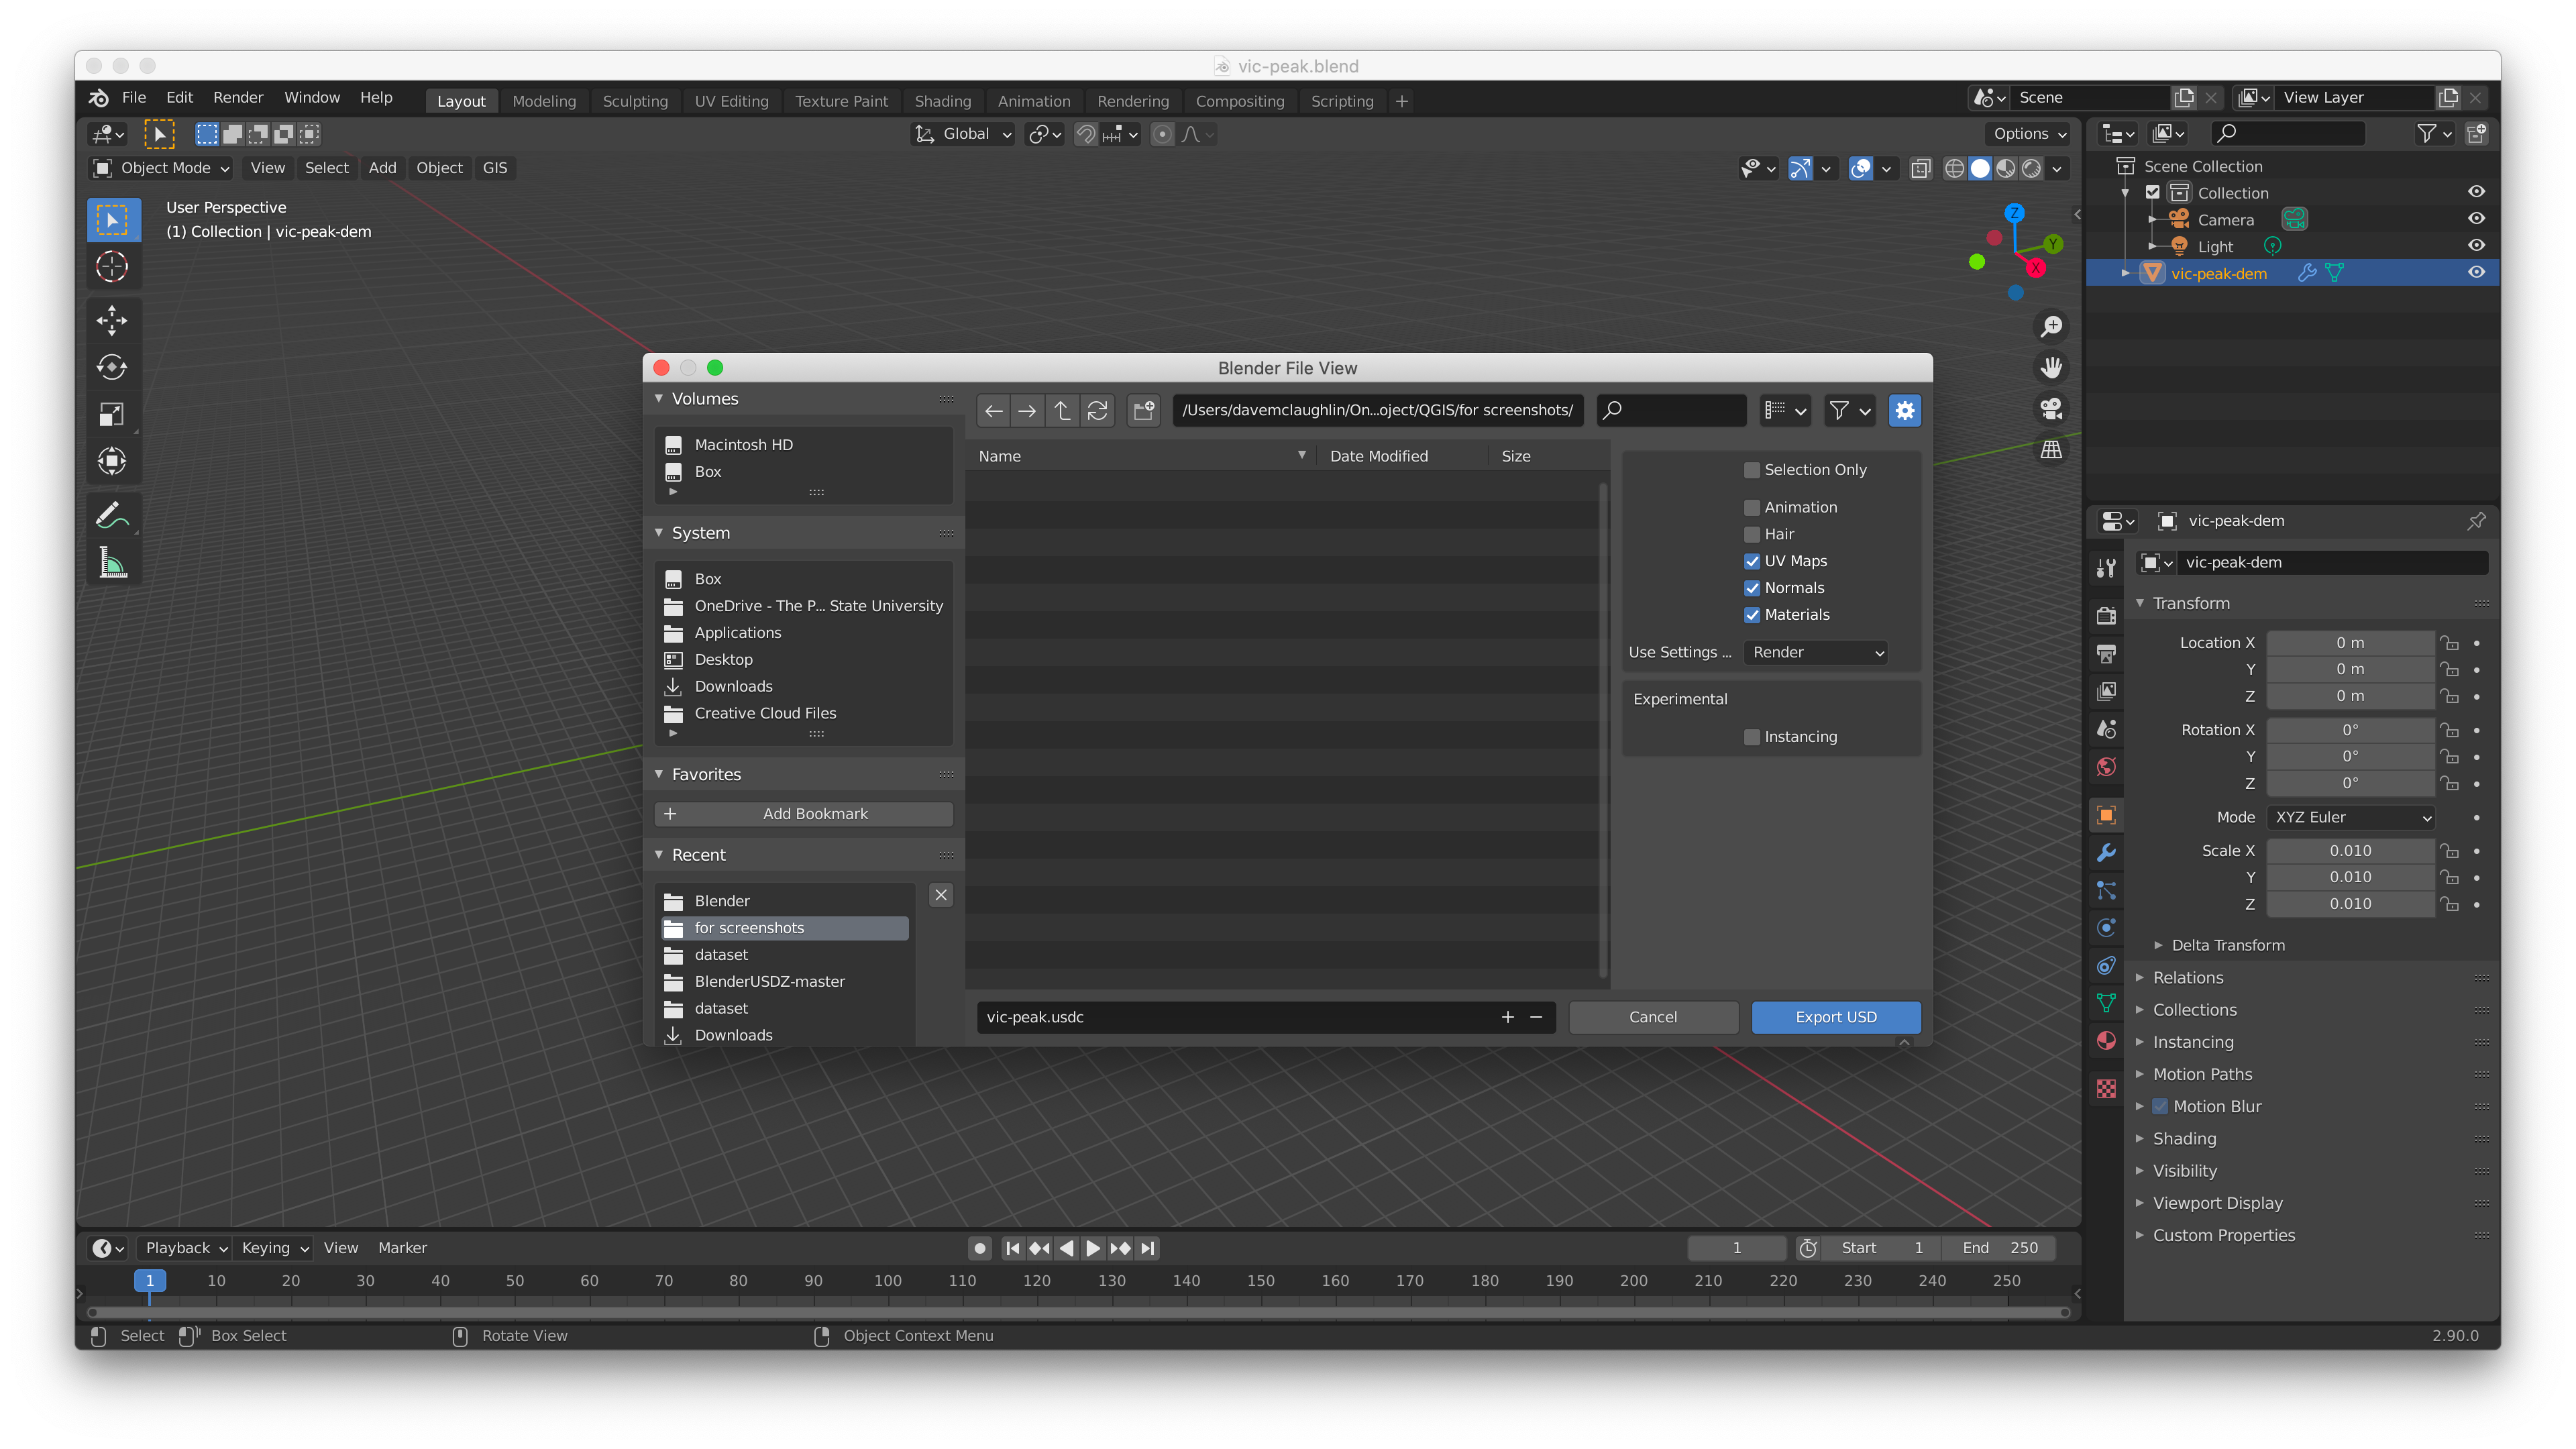 vic-peak.blend
File Edit Render Window Help Layout Modeling Sculpting UV Editing Texture Paint Shading Animation Rendering Compositing Scripting + Scene View Layer
Global Options
Object Mode View Select Add Object GIS
User Perspective
(1) Collection | vic-peak-dem
Z
Y
X
Scene Collection
Collection
Camera
Light
vic-peak-dem
Blender File View
Volumes
Macintosh HD
Box
System
Box
OneDrive - The P... State University
Applications
Desktop
Downloads
Creative Cloud Files
Favorites
Add Bookmark
Recent
Blender
for screenshots
dataset
BlenderUSDZ-master
dataset
Downloads
/Users/davemclaughlin/On...oject/QGIS/for screenshots/
Name Date Modified Size
Selection Only
Animation
Hair
UV Maps
Normals
Materials
Use Settings ... Render
Experimental
Instancing
vic-peak.usdc Cancel Export USD
vic-peak-dem
vic-peak-dem
Transform
Location X 0 m
Y 0 m
Z 0 m
Rotation X 0°
Y 0°
Z 0°
Mode XYZ Euler
Scale X 0.010
Y 0.010
Z 0.010
Delta Transform
Relations
Collections
Instancing
Motion Paths
Motion Blur
Shading
Visibility
Viewport Display
Custom Properties
Playback Keying View Marker 1 Start 1 End 250
1 10 20 30 40 50 60 70 80 90 100 110 120 130 140 150 160 170 180 190 200 210 220 230 240 250
Select Box Select Rotate View Object Context Menu 2.90.0